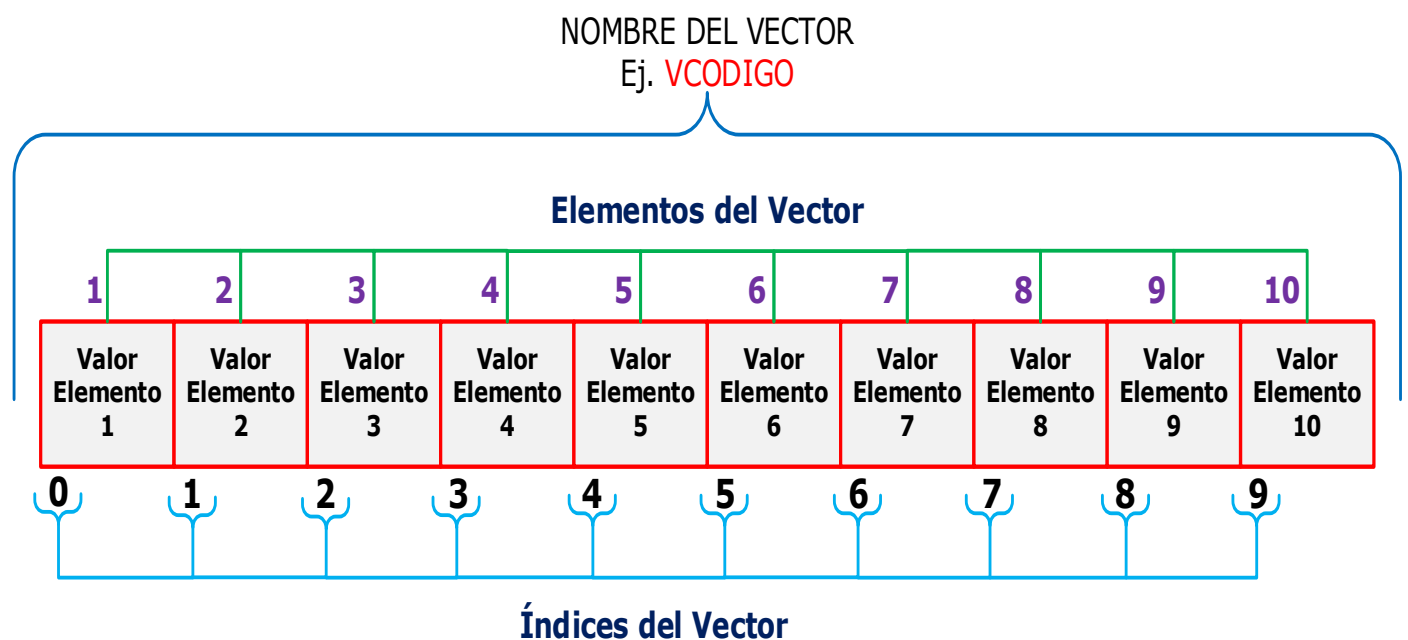 NOMBRE DEL VECTOR
Ej. VCODIGO
Elementos del Vector
1 2 3 4 5 6 7 8 9 10
Valor Valor Valor Valor Valor Valor Valor Valor Valor Valor
Elemento Elemento Elemento Elemento Elemento Elemento Elemento Elemento Elemento Elemento
1 2 3 4 5 6 7 8 9 10
0 1 2 3 4 5 6 7 8 9
Índices del Vector